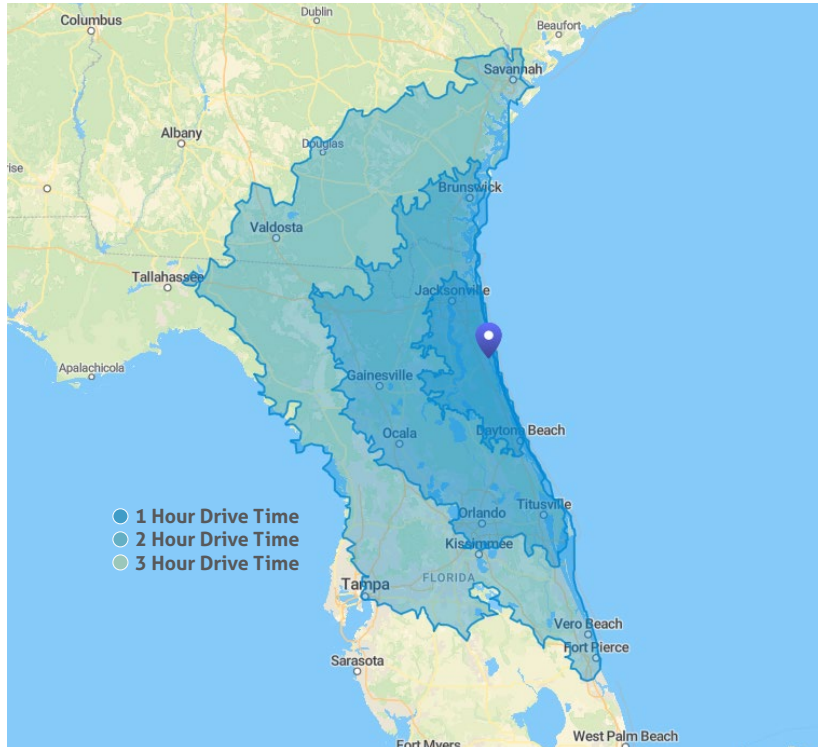 Dublin
Columbus
Beaufort
Savannah
Albany
Douglas
rise
Brunswick
Valdosta
Tallahassee
Jacksonville
Apalachicola
Gainesville
Daytona Beach
Ocala
Titusville
Orlando
1 Hour Drive Time
2 Hour Drive Time
3 Hour Drive Time
Kissimmee
FLORIDA
Tampa
Vero Beach
Fort Pierce
Sarasota
West Palm Beach
Fort Myers